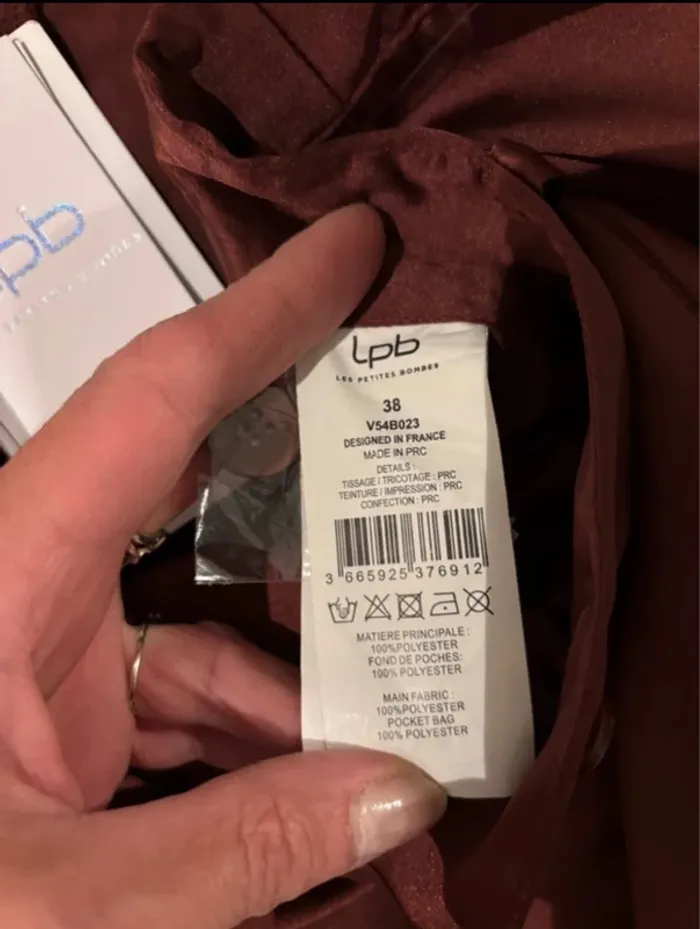 lpb
LES PETITES BOMBES
38
V54B023
DESIGNED IN FRANCE
MADE IN PRC
DETAILS :
TISSAGE / TRICOTAGE : PRC
TEINTURE / IMPRESSION : PRC
CONFECTION : PRC
3 665925 376912
MATIERE PRINCIPALE :
100%POLYESTER
FOND DE POCHES:
100% POLYESTER
MAIN FABRIC :
100%POLYESTER
POCKET BAG
100% POLYESTER
pb